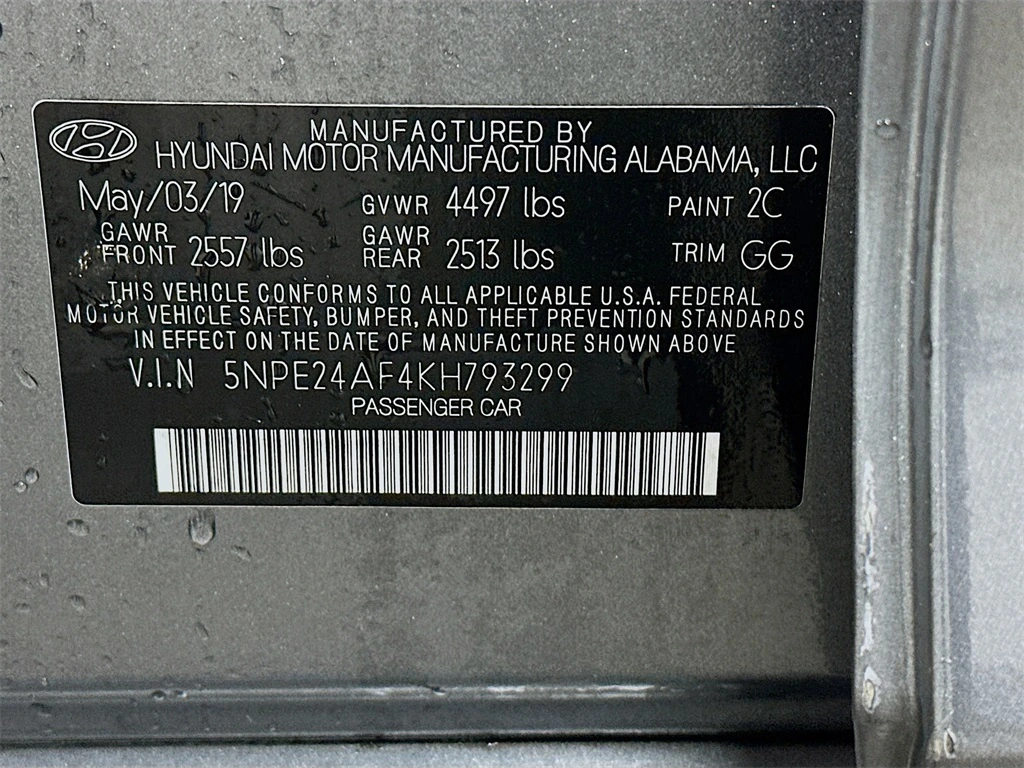 MANUFACTURED BY
HYUNDAI MOTOR MANUFACTURING ALABAMA, LLC
May/03/19 GVWR 4497 lbs PAINT 2C
GAWR FRONT 2557 lbs GAWR REAR 2513 lbs TRIM GG
THIS VEHICLE CONFORMS TO ALL APPLICABLE U.S.A. FEDERAL
MOTOR VEHICLE SAFETY, BUMPER, AND THEFT PREVENTION STANDARDS
IN EFFECT ON THE DATE OF MANUFACTURE SHOWN ABOVE
V.I.N 5NPE24AF4KH793299
PASSENGER CAR